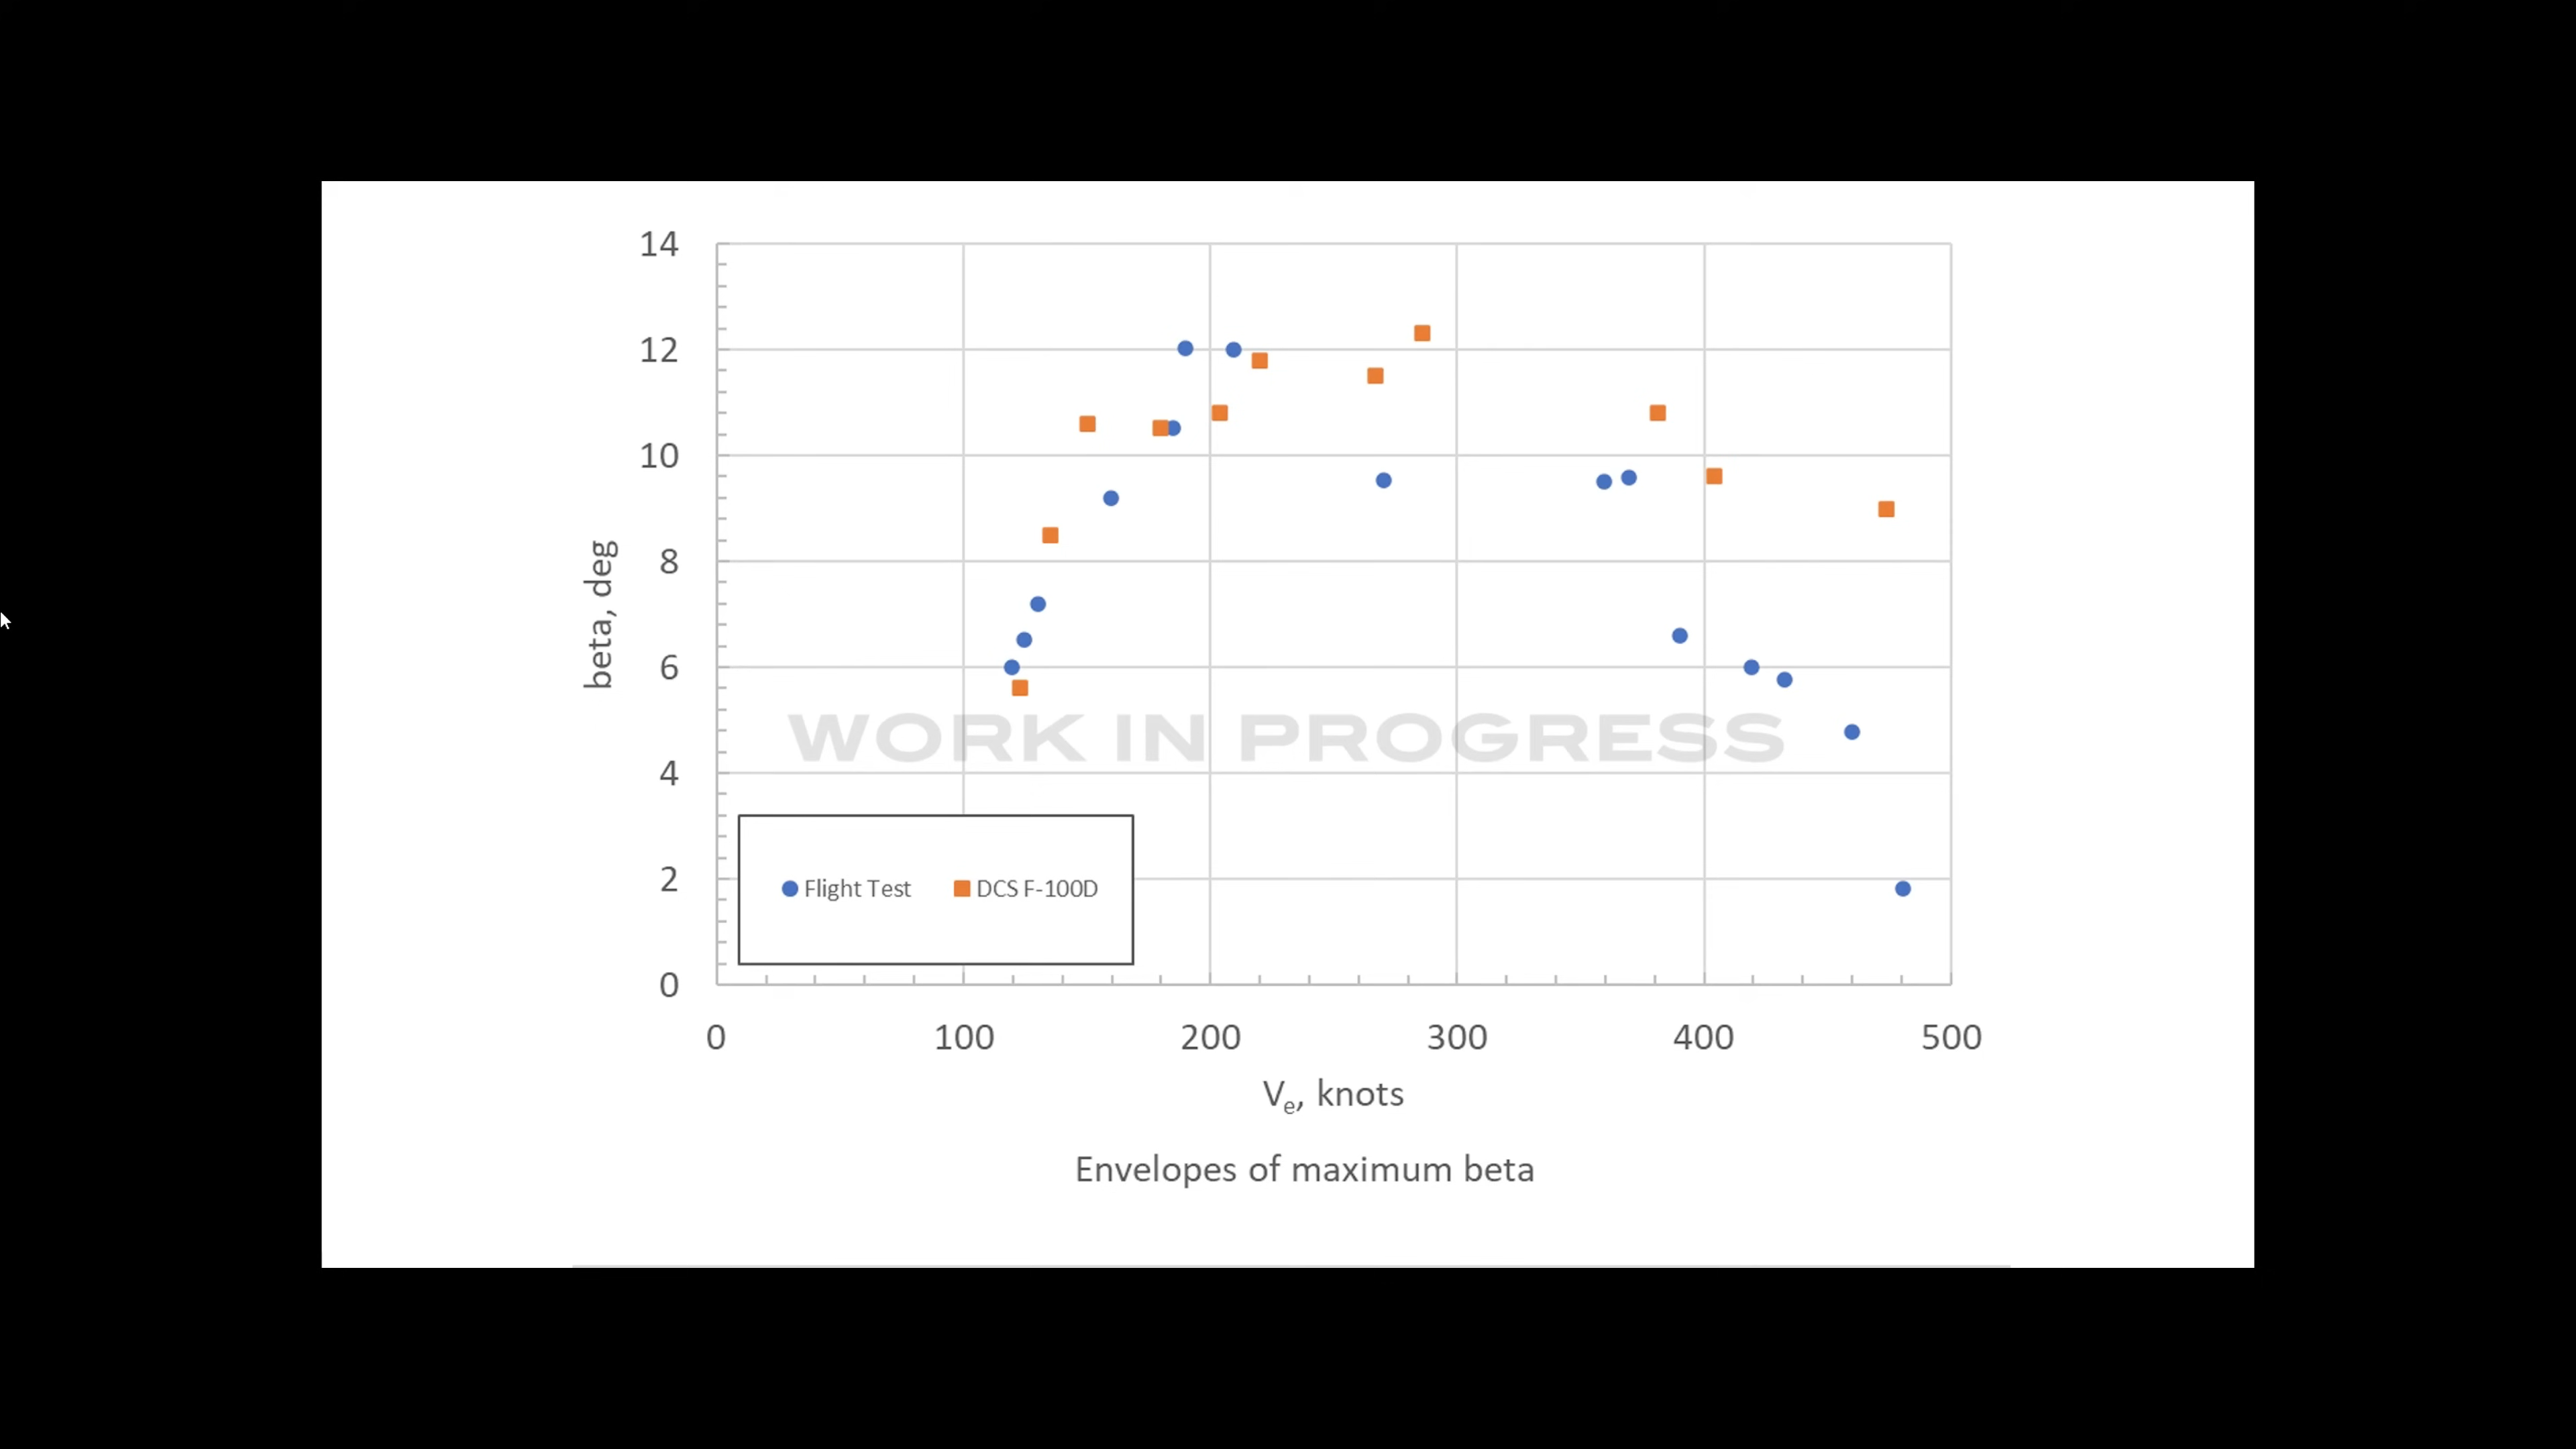 14
12
10
8
6
4
2
0
beta, deg
WORK IN PROGRESS
Flight Test DCS F-100D
0 100 200 300 400 500
Ve, knots
Envelopes of maximum beta